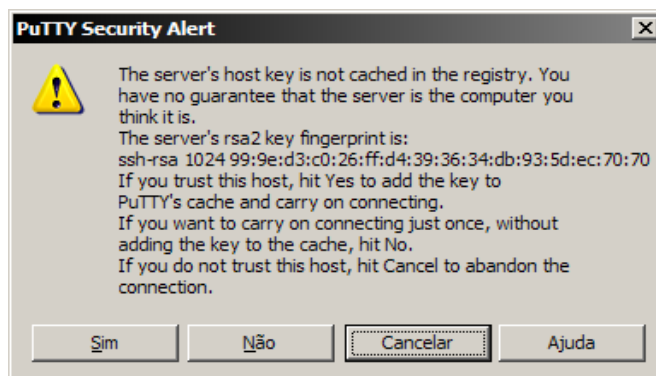 PuTTY Security Alert
The server's host key is not cached in the registry. You
have no guarantee that the server is the computer you
think it is.
The server's rsa2 key fingerprint is:
ssh-rsa 1024 99:9e:d3:c0:26:ff:d4:39:36:34:db:93:5d:ec:70:70
If you trust this host, hit Yes to add the key to
PuTTY's cache and carry on connecting.
If you want to carry on connecting just once, without
adding the key to the cache, hit No.
If you do not trust this host, hit Cancel to abandon the
connection.
Sim Não Cancelar Ajuda